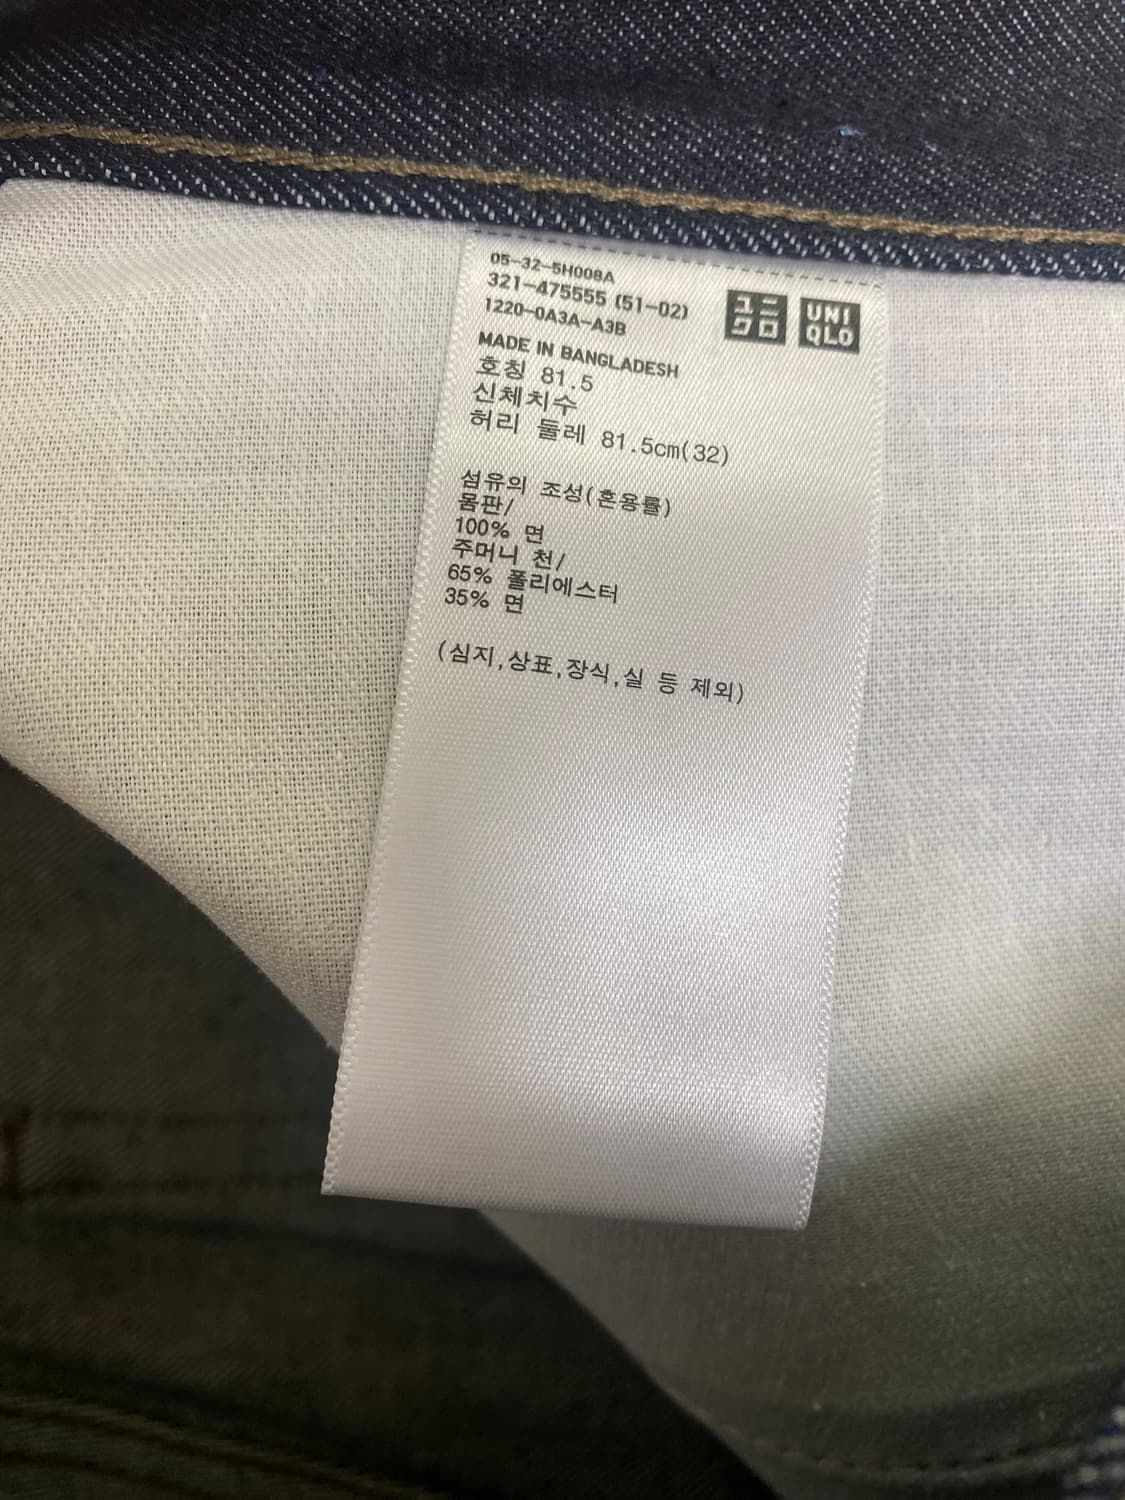 05-32-5H008A
321-475555 (51-02)
1220-0A3A-A3B
ユニ
クロ
UNI
QLO
MADE IN BANGLADESH
호칭 81.5
신체치수
허리 둘레 81.5cm(32)
섬유의 조성(혼용률)
몸판/
100% 면
주머니 천/
65% 폴리에스터
35% 면
(심지,상표,장식,실 등 제외)